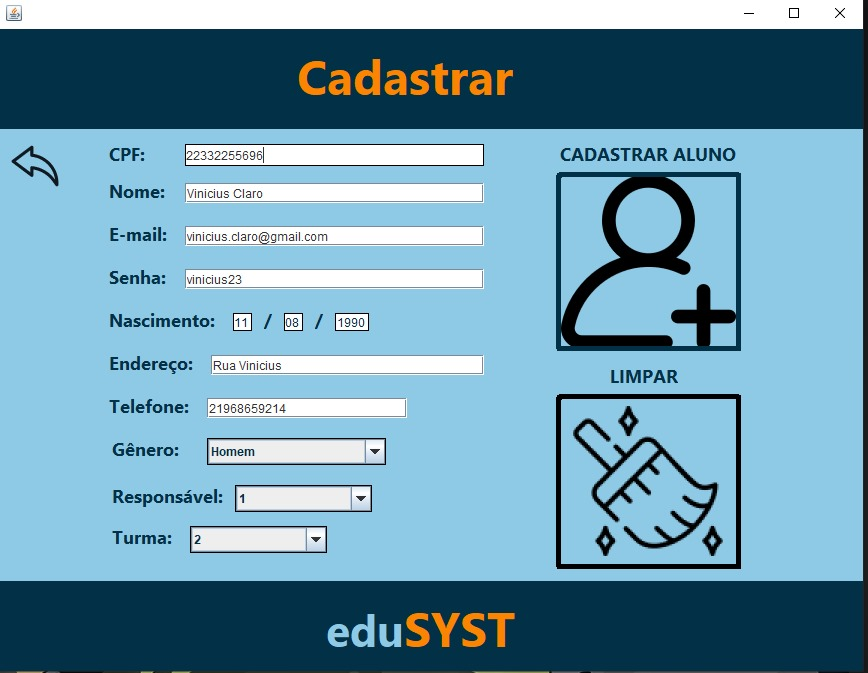 Cadastrar
CPF: 22332255696
Nome: Vinicius Claro
E-mail: vinicius.claro@gmail.com
Senha: vinicius23
Nascimento: 11 / 08 / 1990
Endereço: Rua Vinicius
Telefone: 21968659214
Gênero: Homem
Responsável: 1
Turma: 2
CADASTRAR ALUNO
LIMPAR
eduSYST